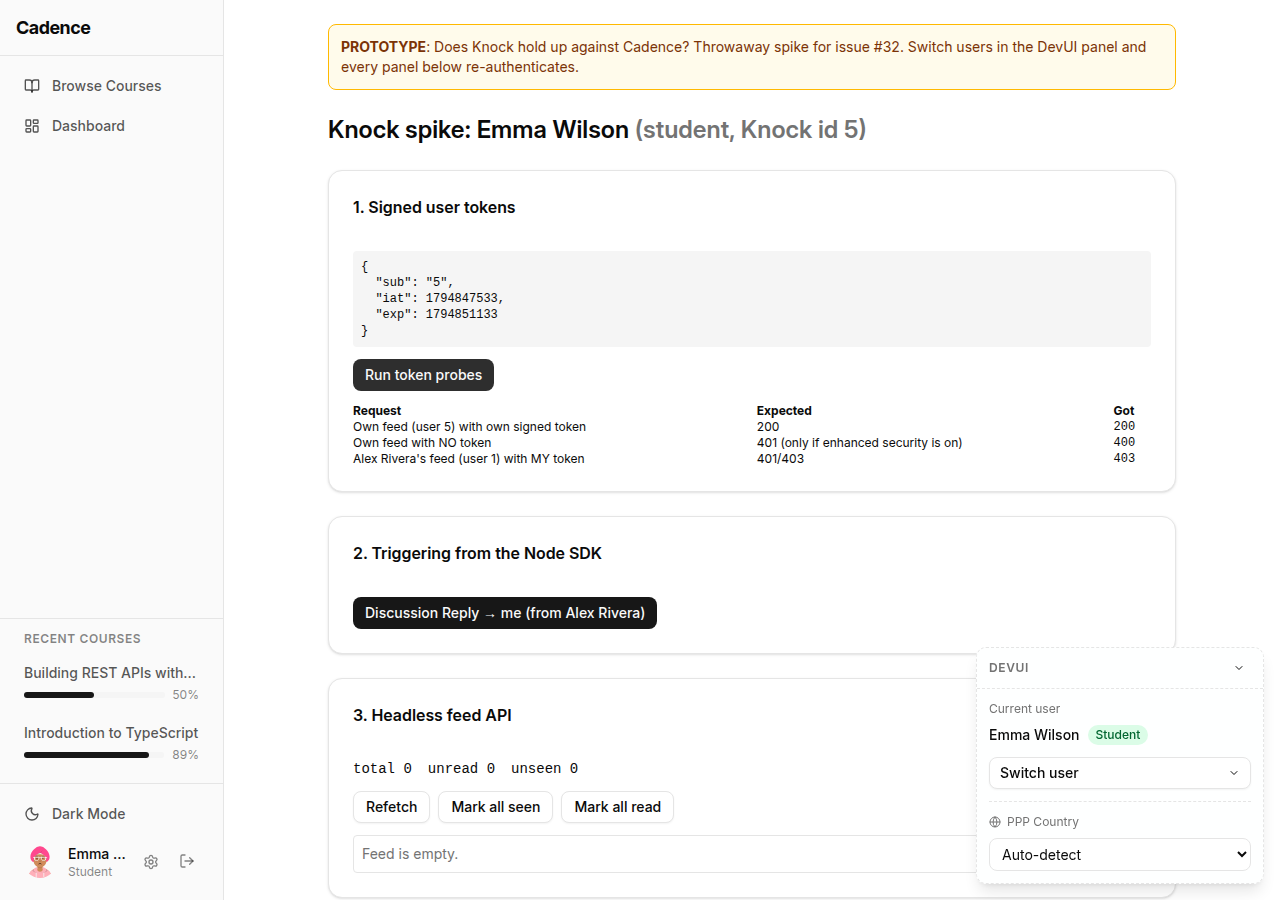 Cadence
Browse Courses
Dashboard
RECENT COURSES
Building REST APIs with...
50%
Introduction to TypeScript
89%
Dark Mode
Emma ...
Student
PROTOTYPE: Does Knock hold up against Cadence? Throwaway spike for issue #32. Switch users in the DevUI panel and
every panel below re-authenticates.
Knock spike: Emma Wilson (student, Knock id 5)
1. Signed user tokens
{
"sub": "5",
"iat": 1794847533,
"exp": 1794851133
}
Run token probes
Request Expected Got
Own feed (user 5) with own signed token 200 200
Own feed with NO token 401 (only if enhanced security is on) 400
Alex Rivera's feed (user 1) with MY token 401/403 403
2. Triggering from the Node SDK
Discussion Reply → me (from Alex Rivera)
3. Headless feed API
total 0 unread 0 unseen 0
Refetch Mark all seen Mark all read
Feed is empty.
DEVUI
Current user
Emma Wilson Student
Switch user
PPP Country
Auto-detect